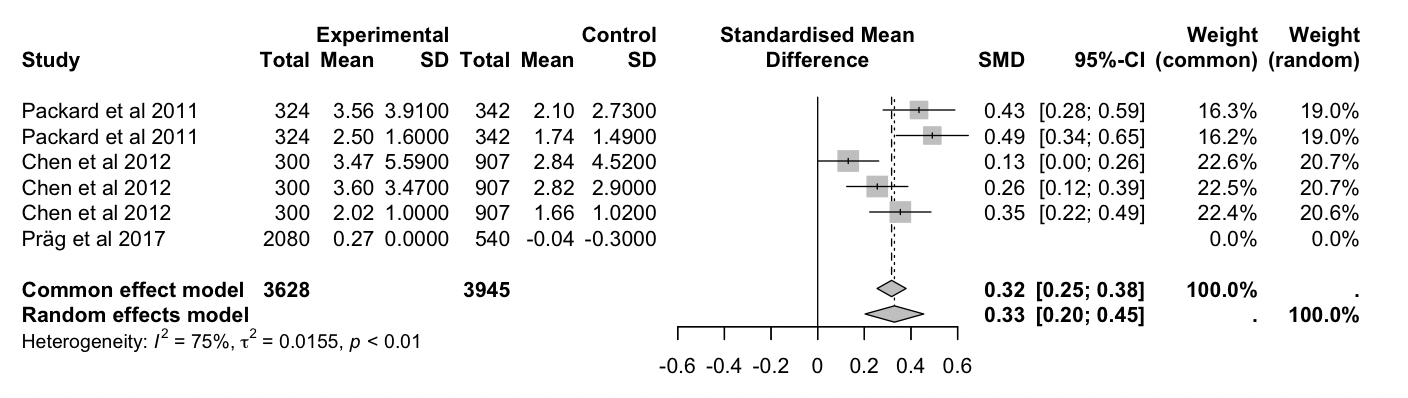 Experimental Control Standardised Mean Weight Weight
Study Total Mean SD Total Mean SD Difference SMD 95%-CI (common) (random)
Packard et al 2011 324 3.56 3.9100 342 2.10 2.7300 0.43 [0.28; 0.59] 16.3% 19.0%
Packard et al 2011 324 2.50 1.6000 342 1.74 1.4900 0.49 [0.34; 0.65] 16.2% 19.0%
Chen et al 2012 300 3.47 5.5900 907 2.84 4.5200 0.13 [0.00; 0.26] 22.6% 20.7%
Chen et al 2012 300 3.60 3.4700 907 2.82 2.9000 0.26 [0.12; 0.39] 22.5% 20.7%
Chen et al 2012 300 2.02 1.0000 907 1.66 1.0200 0.35 [0.22; 0.49] 22.4% 20.6%
Präg et al 2017 2080 0.27 0.0000 540 -0.04 -0.3000 0.0% 0.0%
Common effect model 3628 3945 0.32 [0.25; 0.38] 100.0% .
Random effects model 0.33 [0.20; 0.45] . 100.0%
Heterogeneity: I² = 75%, τ² = 0.0155, p < 0.01
-0.6 -0.4 -0.2 0 0.2 0.4 0.6